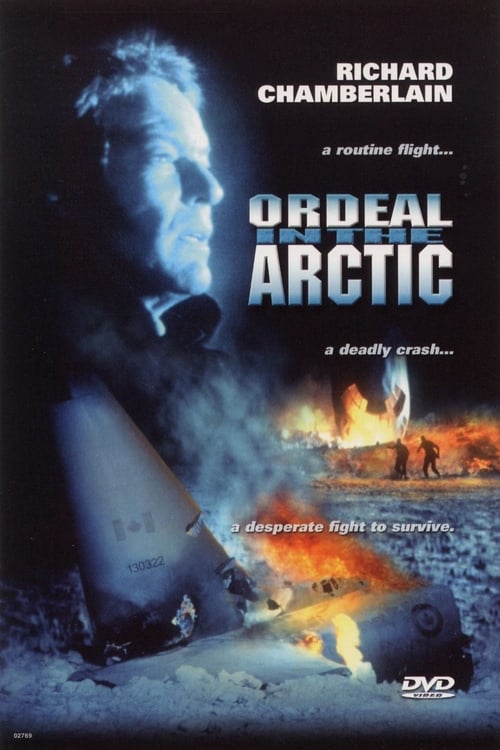 RICHARD
CHAMBERLAIN
a routine flight...
ORDEAL
IN THE
ARCTIC
a deadly crash...
a desperate fight to survive.
130322
DVD
VIDEO
02769